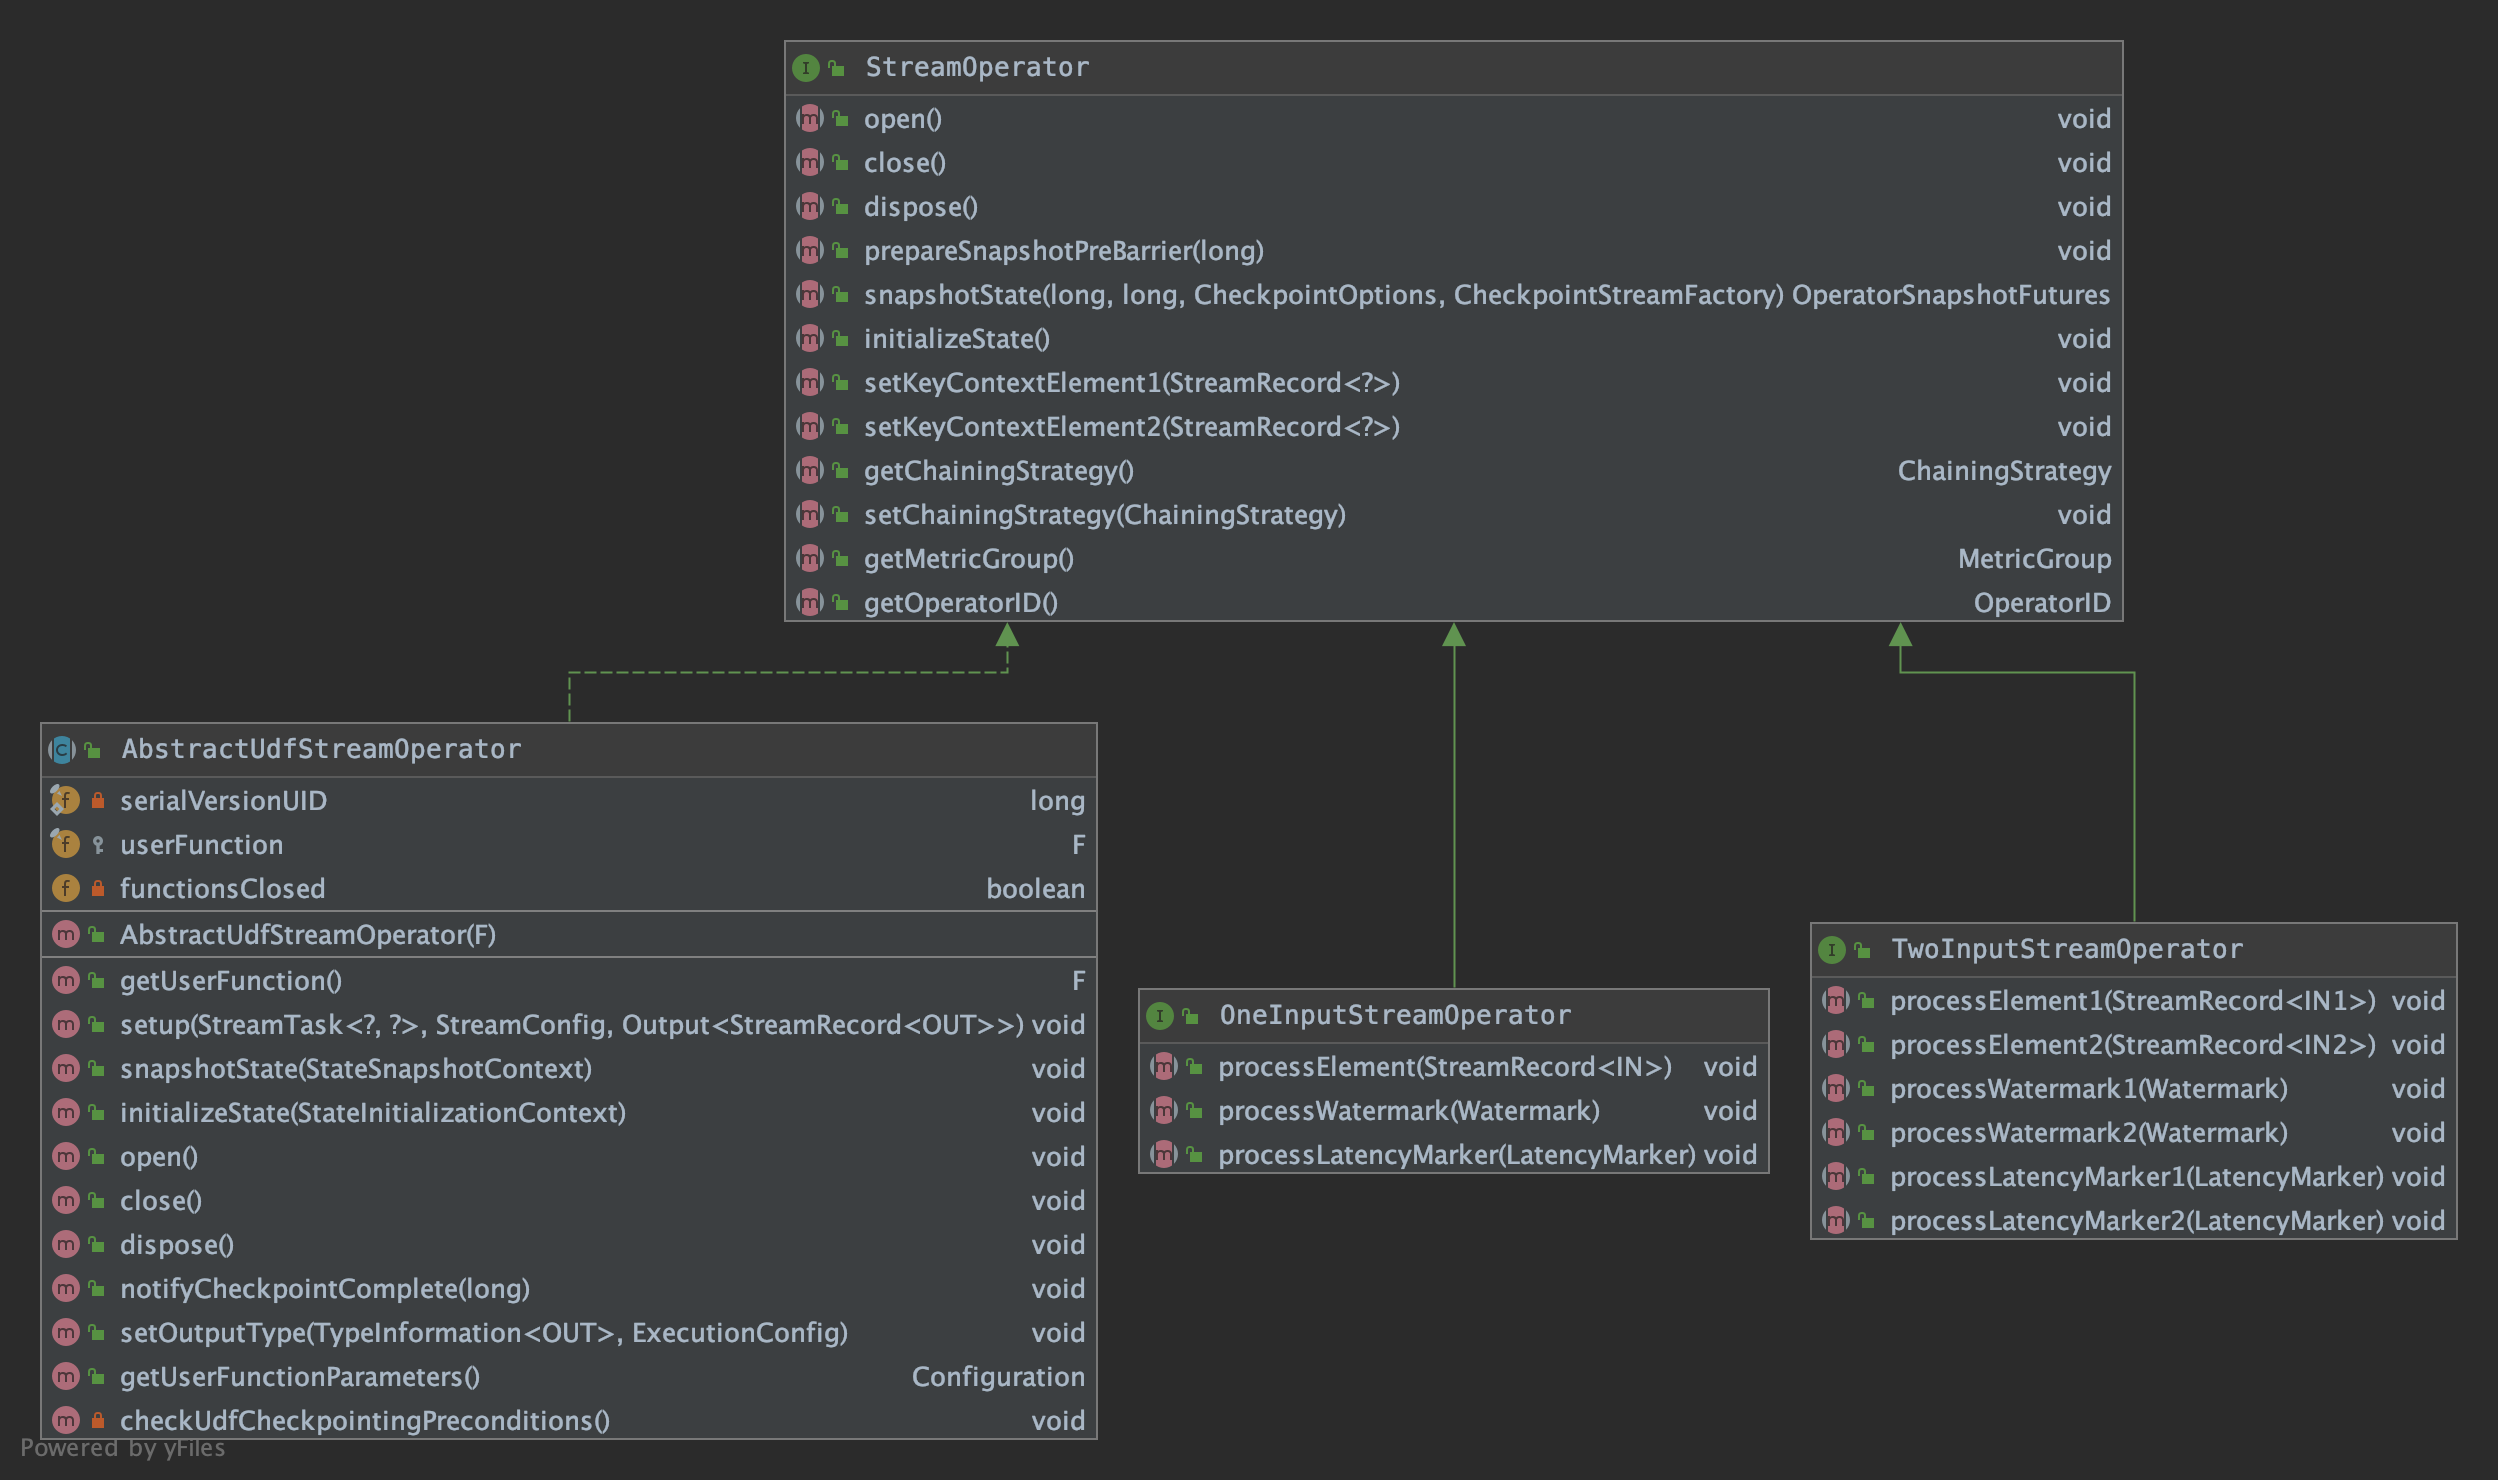 StreamOperator
open() void
close() void
dispose() void
prepareSnapshotPreBarrier(long) void
snapshotState(long, long, CheckpointOptions, CheckpointStreamFactory) OperatorSnapshotFutures
initializeState() void
setKeyContextElement1(StreamRecord<?>) void
setKeyContextElement2(StreamRecord<?>) void
getChainingStrategy() ChainingStrategy
setChainingStrategy(ChainingStrategy) void
getMetricGroup() MetricGroup
getOperatorID() OperatorID
AbstractUdfStreamOperator
serialVersionUID long
userFunction F
functionsClosed boolean
AbstractUdfStreamOperator(F)
getUserFunction() F
setup(StreamTask<?, ?>, StreamConfig, Output<StreamRecord<OUT>>) void
snapshotState(StateSnapshotContext) void
initializeState(StateInitializationContext) void
open() void
close() void
dispose() void
notifyCheckpointComplete(long) void
setOutputType(TypeInformation<OUT>, ExecutionConfig) void
getUserFunctionParameters() Configuration
checkUdfCheckpointingPreconditions() void
OneInputStreamOperator
processElement(StreamRecord<IN>) void
processWatermark(Watermark) void
processLatencyMarker(LatencyMarker) void
TwoInputStreamOperator
processElement1(StreamRecord<IN1>) void
processElement2(StreamRecord<IN2>) void
processWatermark1(Watermark) void
processWatermark2(Watermark) void
processLatencyMarker1(LatencyMarker) void
processLatencyMarker2(LatencyMarker) void
Powered by yFiles